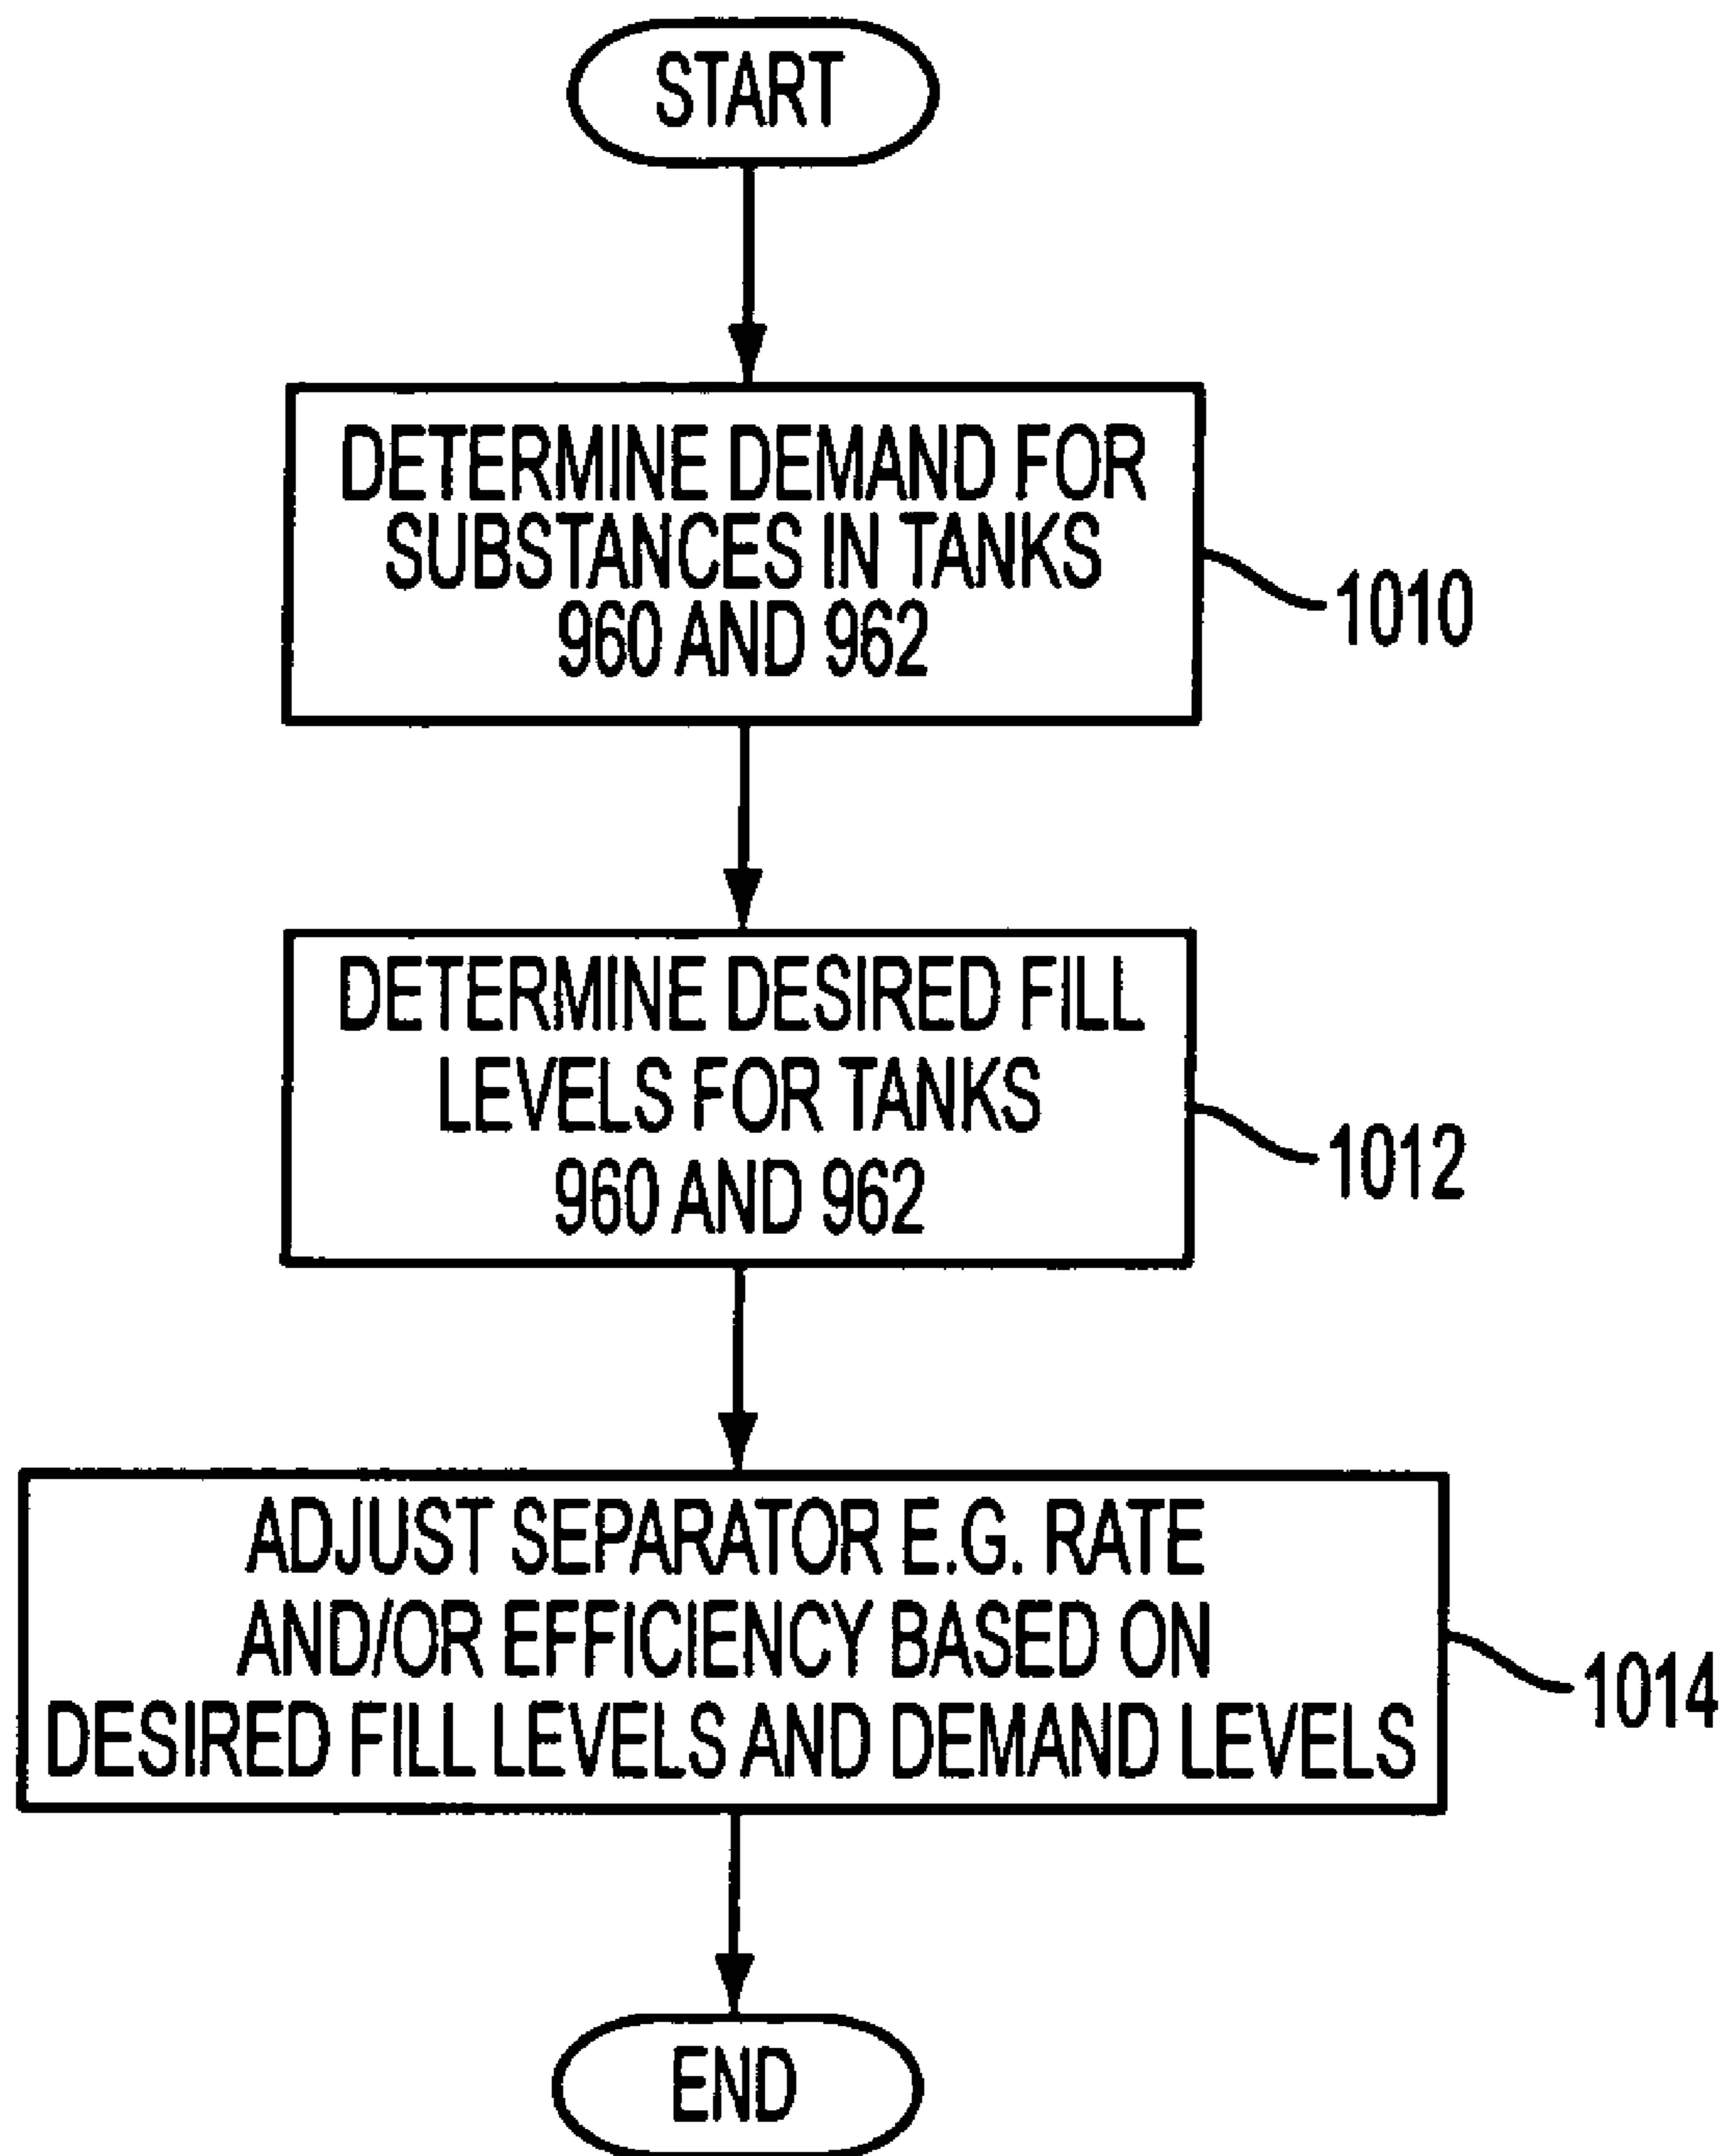 START
DETERMINE DEMAND FOR
SUBSTANCES IN TANKS
960 AND 962
1010
DETERMINE DESIRED FILL
LEVELS FOR TANKS
960 AND 962
1012
ADJUST SEPARATOR E.G. RATE
AND/OR EFFICIENCY BASED ON
DESIRED FILL LEVELS AND DEMAND LEVELS
1014
END